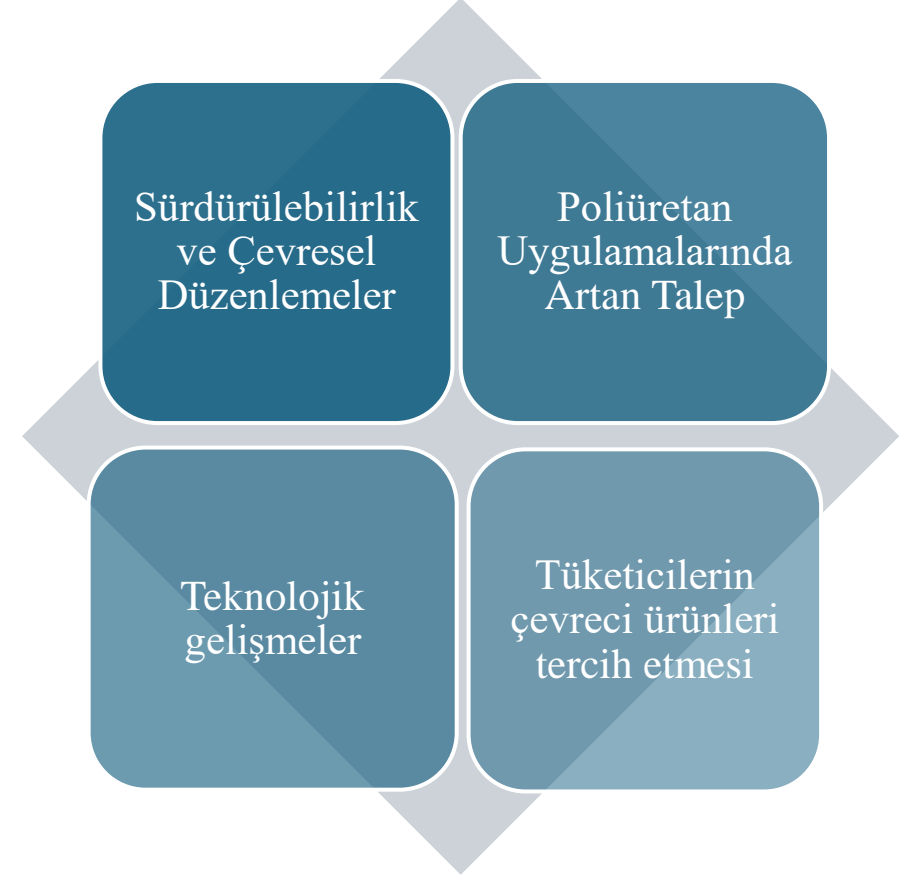 Sürdürülebilirlik
ve Çevresel
Düzenlemeler
Poliüretan
Uygulamalarında
Artan Talep
Teknolojik
gelişmeler
Tüketicilerin
çevreci ürünleri
tercih etmesi